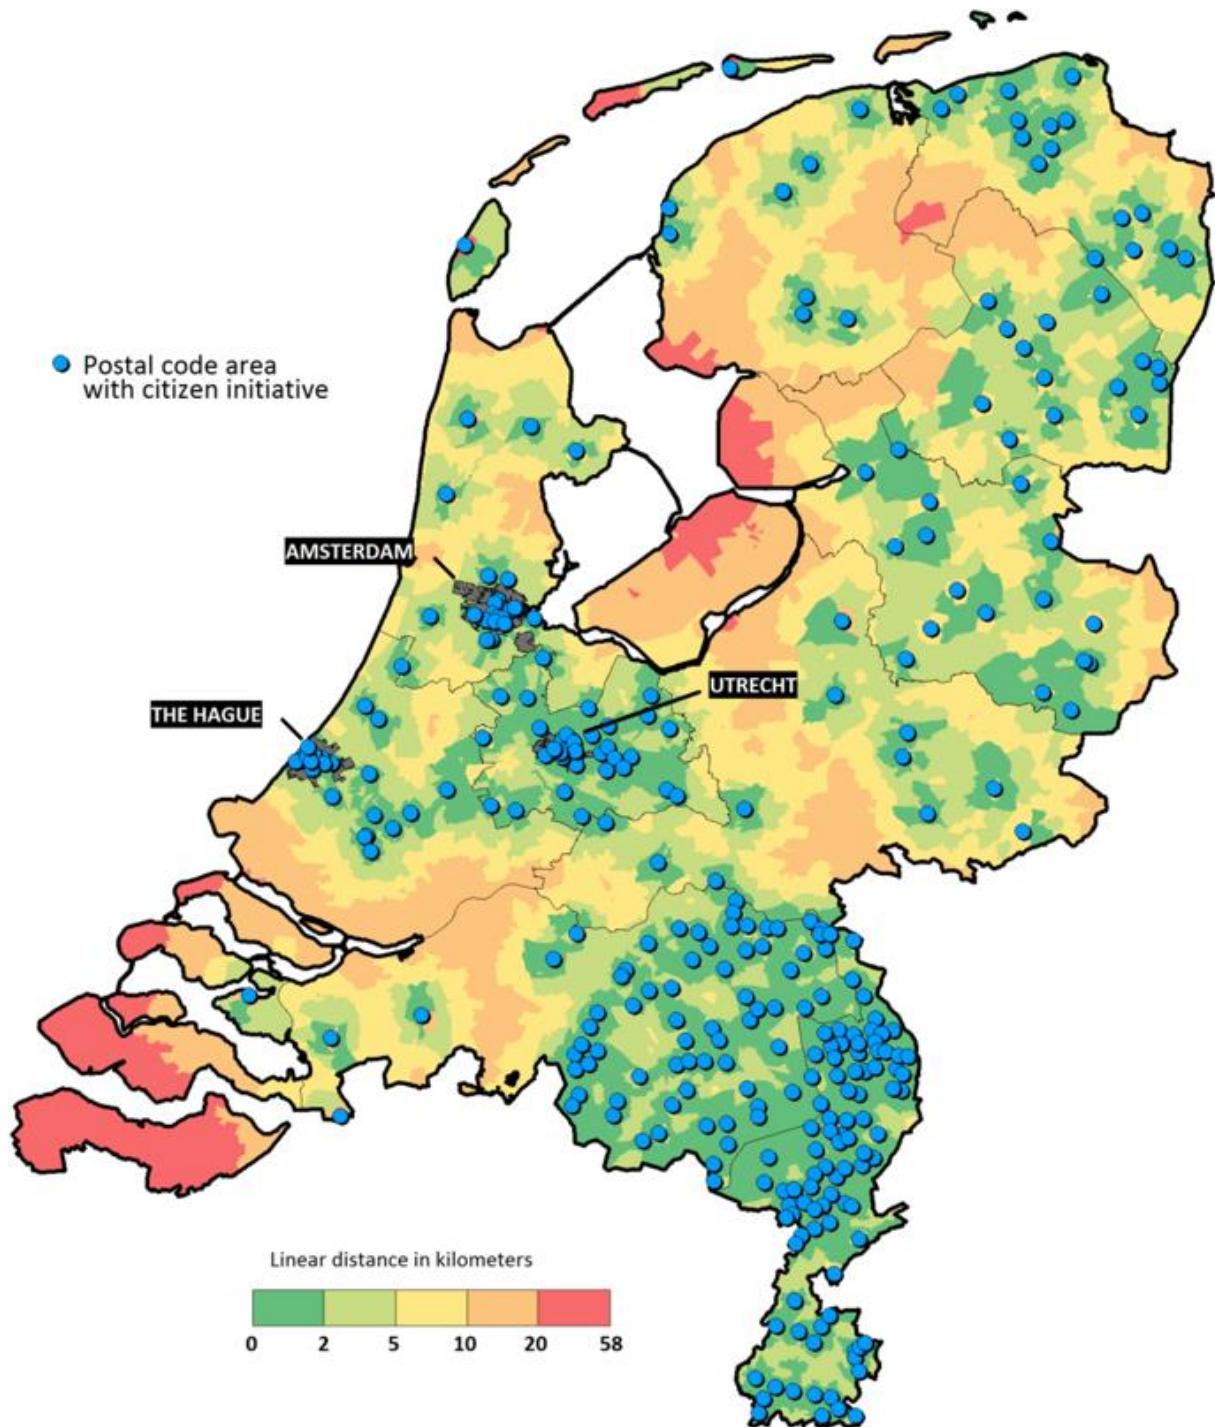 Postal code area
with citizen initiative
AMSTERDAM
UTRECHT
THE HAGUE
Linear distance in kilometers
0 2 5 10 20 58